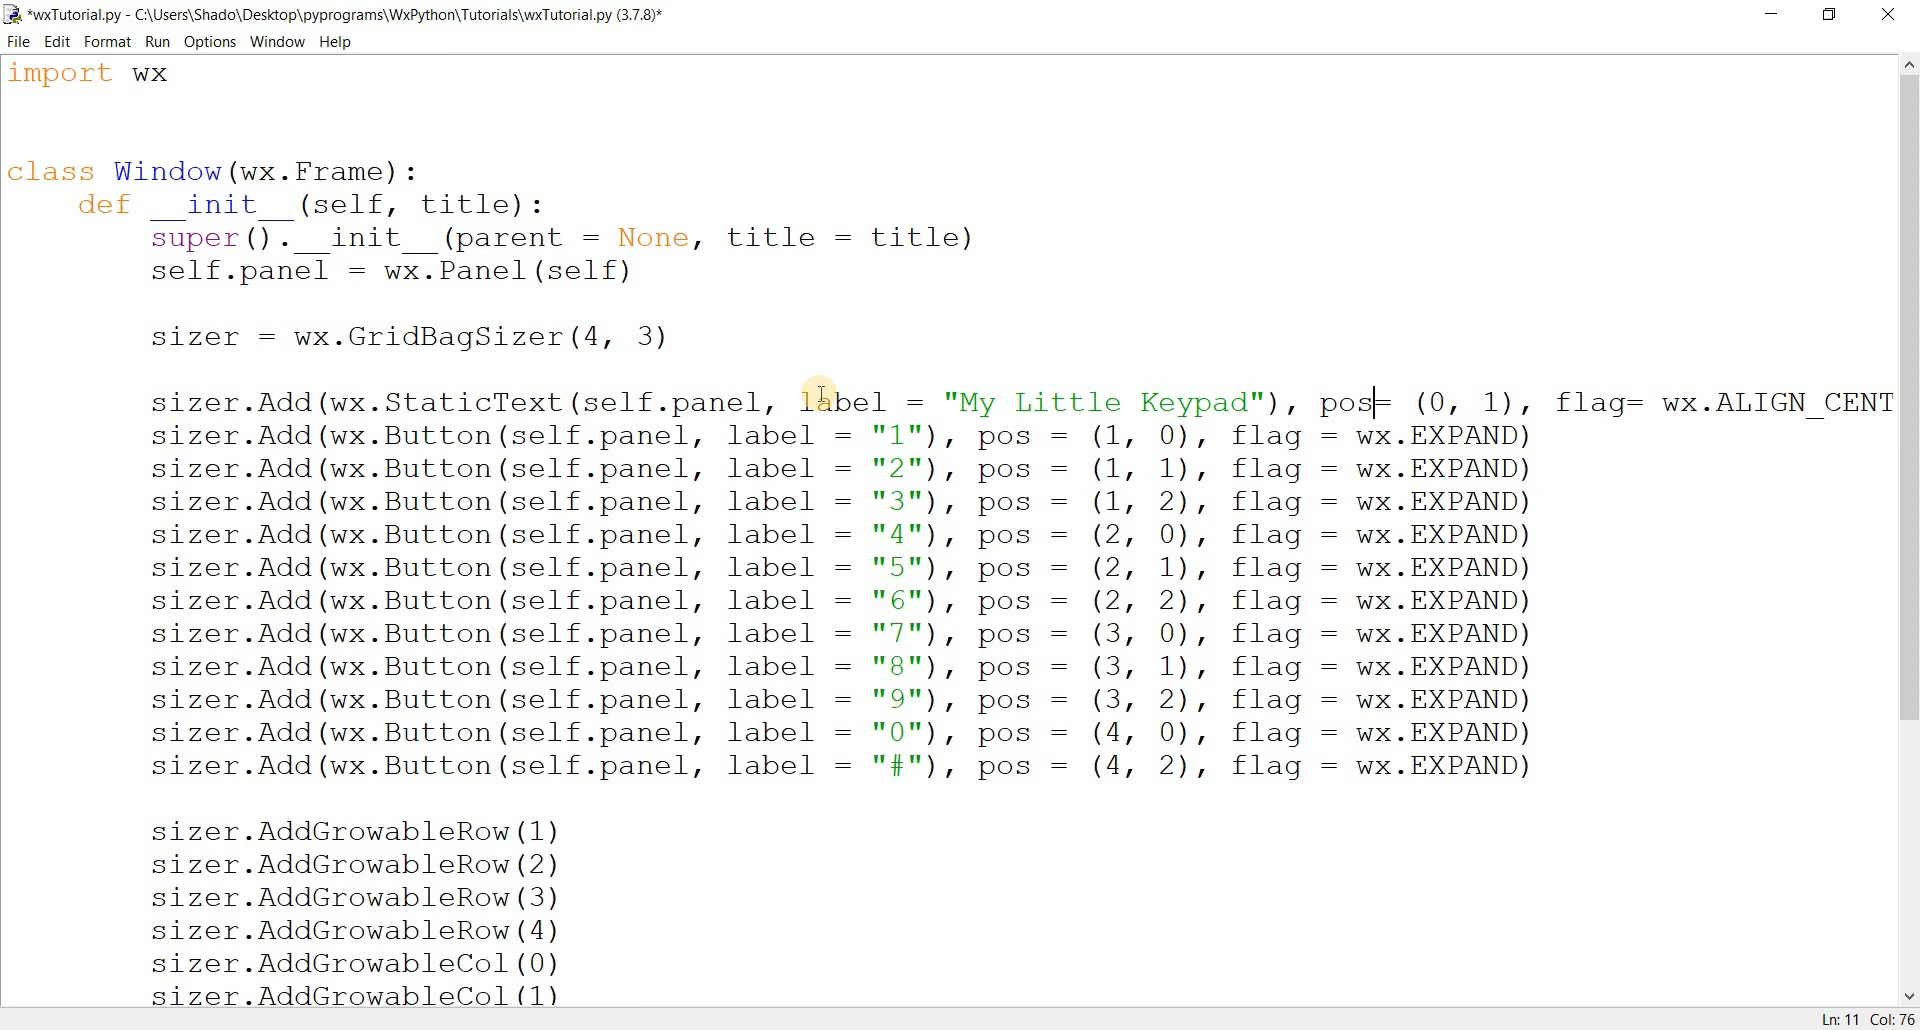 *wxTutorial.py - C:\Users\Shado\Desktop\pyprograms\WxPython\Tutorials\wxTutorial.py (3.7.8)*
File Edit Format Run Options Window Help
import wx
class Window(wx.Frame):
    def __init__(self, title):
        super().__init__(parent = None, title = title)
        self.panel = wx.Panel(self)
        sizer = wx.GridBagSizer(4, 3)
        sizer.Add(wx.StaticText(self.panel, label = "My Little Keypad"), pos= (0, 1), flag= wx.ALIGN_CENT
        sizer.Add(wx.Button(self.panel, label = "1"), pos = (1, 0), flag = wx.EXPAND)
        sizer.Add(wx.Button(self.panel, label = "2"), pos = (1, 1), flag = wx.EXPAND)
        sizer.Add(wx.Button(self.panel, label = "3"), pos = (1, 2), flag = wx.EXPAND)
        sizer.Add(wx.Button(self.panel, label = "4"), pos = (2, 0), flag = wx.EXPAND)
        sizer.Add(wx.Button(self.panel, label = "5"), pos = (2, 1), flag = wx.EXPAND)
        sizer.Add(wx.Button(self.panel, label = "6"), pos = (2, 2), flag = wx.EXPAND)
        sizer.Add(wx.Button(self.panel, label = "7"), pos = (3, 0), flag = wx.EXPAND)
        sizer.Add(wx.Button(self.panel, label = "8"), pos = (3, 1), flag = wx.EXPAND)
        sizer.Add(wx.Button(self.panel, label = "9"), pos = (3, 2), flag = wx.EXPAND)
        sizer.Add(wx.Button(self.panel, label = "0"), pos = (4, 0), flag = wx.EXPAND)
        sizer.Add(wx.Button(self.panel, label = "#"), pos = (4, 2), flag = wx.EXPAND)
        sizer.AddGrowableRow(1)
        sizer.AddGrowableRow(2)
        sizer.AddGrowableRow(3)
        sizer.AddGrowableRow(4)
        sizer.AddGrowableCol(0)
        sizer.AddGrowableCol(1)
Ln: 11 Col: 76